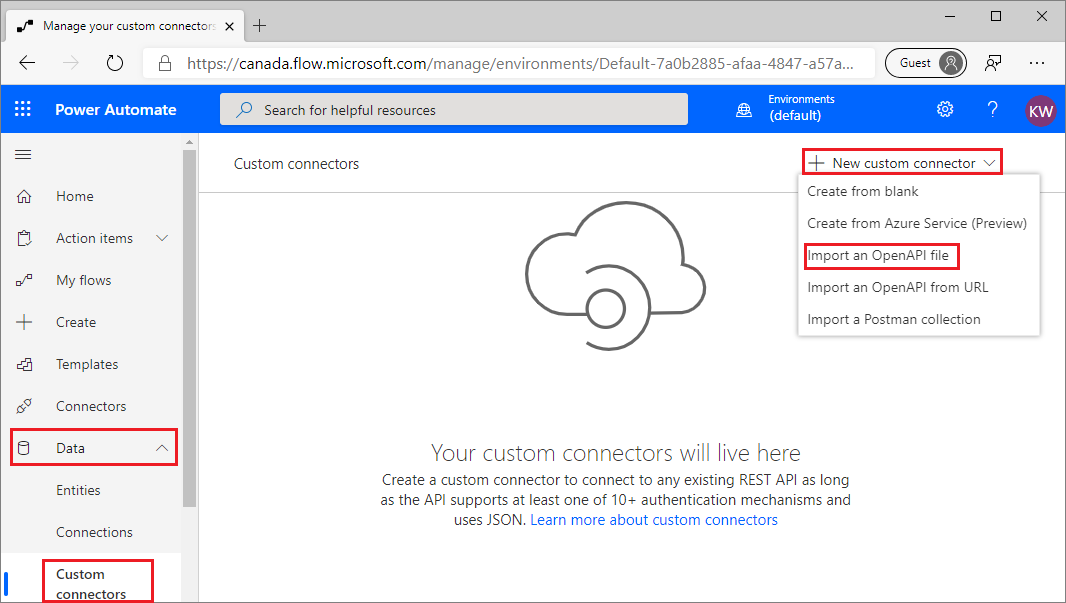 Manage your custom connectors
https://canada.flow.microsoft.com/manage/environments/Default-7a0b2885-afaa-4847-a57a...
Guest
Power Automate
Search for helpful resources
Environments
(default)
?
KW
Home
Action items
My flows
Create
Templates
Connectors
Data
Entities
Connections
Custom
connectors
Custom connectors
New custom connector
Create from blank
Create from Azure Service (Preview)
Import an OpenAPI file
Import an OpenAPI from URL
Import a Postman collection
Your custom connectors will live here
Create a custom connector to connect to any existing REST API as long
as the API supports at least one of 10+ authentication mechanisms and
uses JSON. Learn more about custom connectors